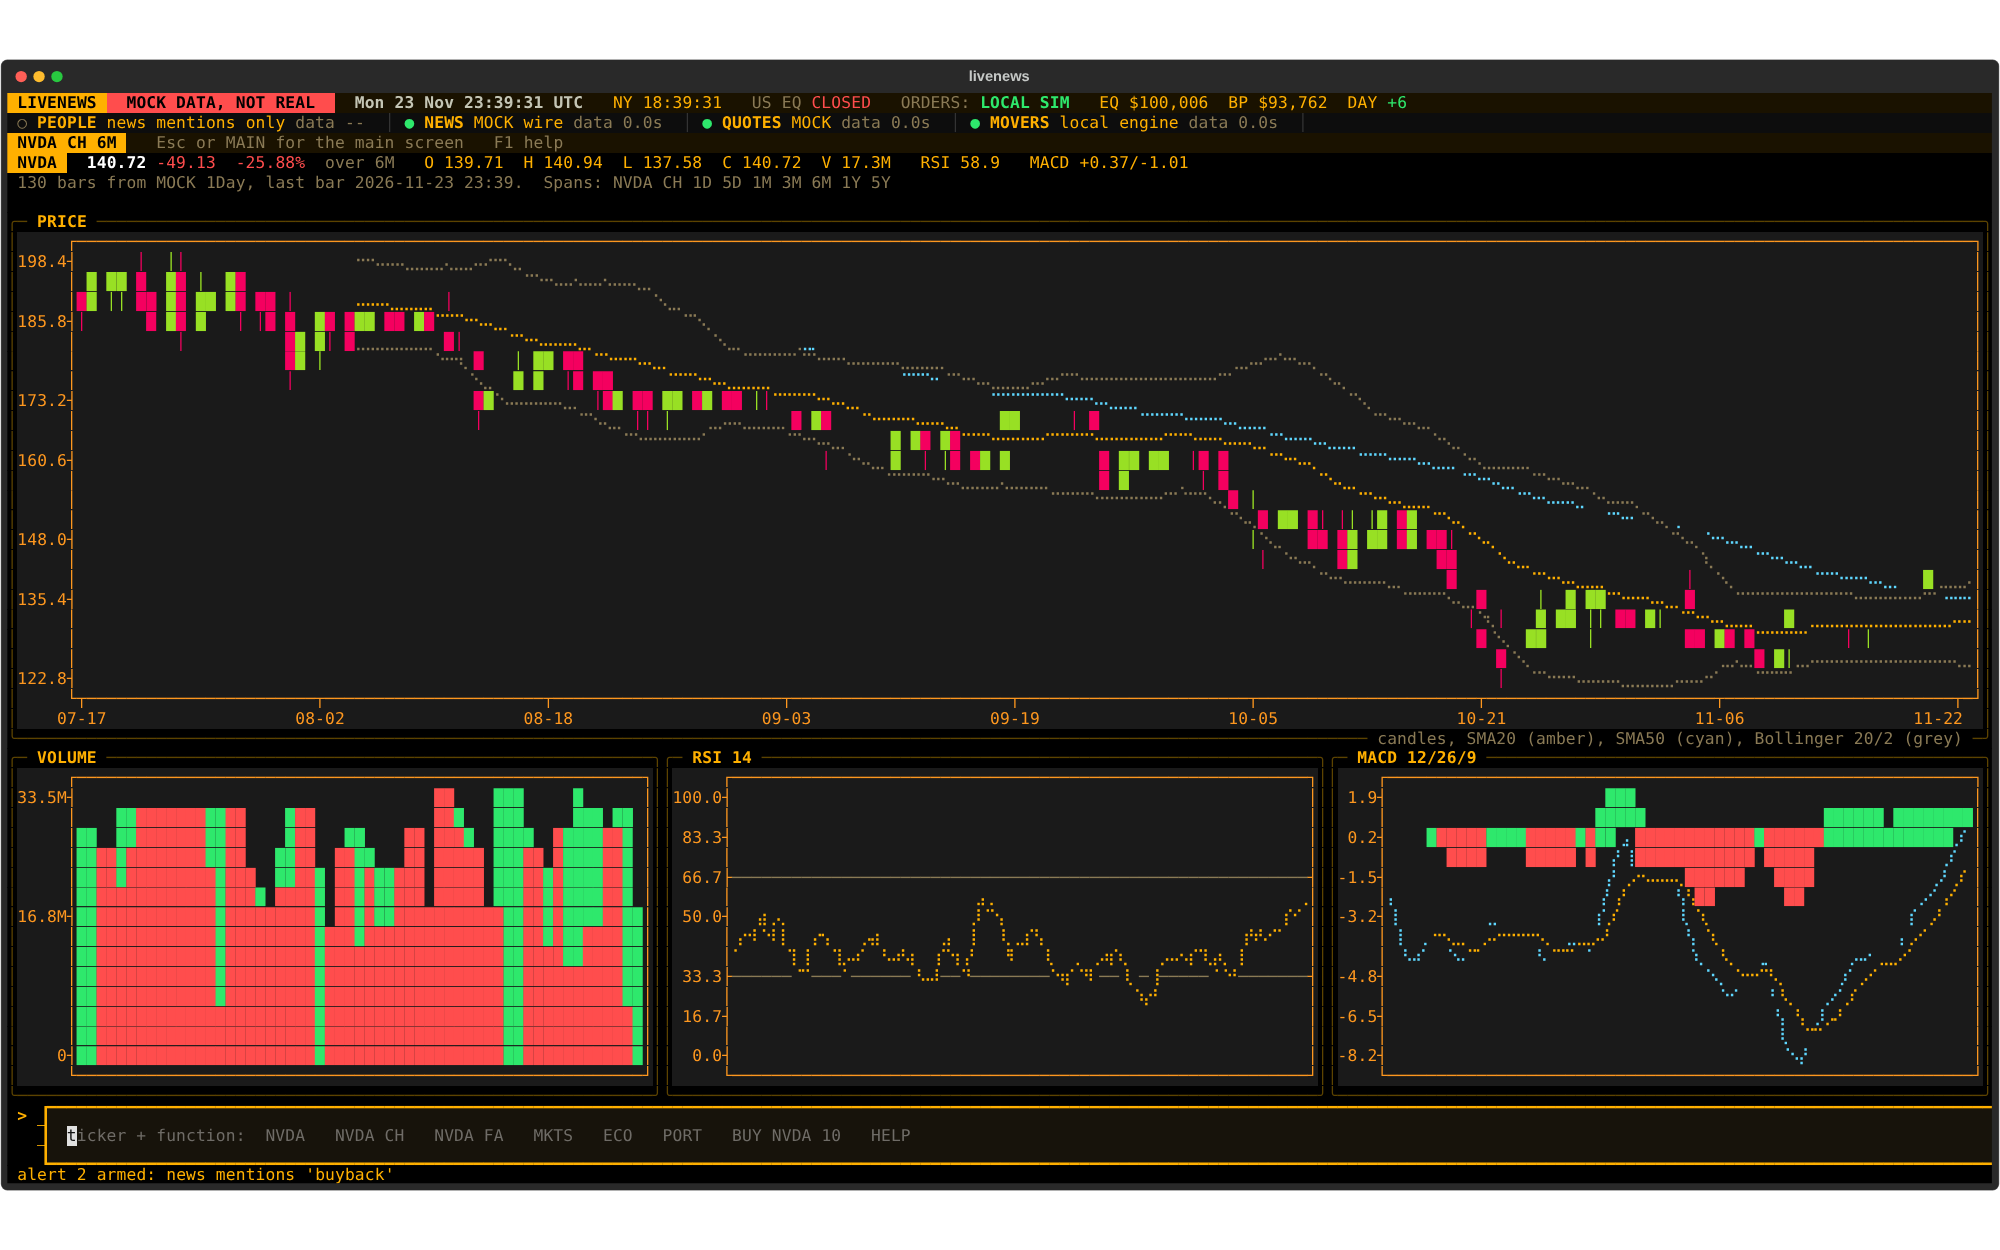 livenews
LIVENEWS MOCK DATA, NOT REAL Mon 23 Nov 23:39:31 UTC NY 18:39:31 US EQ CLOSED ORDERS: LOCAL SIM EQ $100,006 BP $93,762 DAY +6
○ PEOPLE news mentions only data -- │ ● NEWS MOCK wire data 0.0s │ ● QUOTES MOCK data 0.0s │ ● MOVERS local engine data 0.0s │
NVDA CH 6M Esc or MAIN for the main screen F1 help
NVDA 140.72 -49.13 -25.88% over 6M O 139.71 H 140.94 L 137.58 C 140.72 V 17.3M RSI 58.9 MACD +0.37/-1.01
130 bars from MOCK 1Day, last bar 2026-11-23 23:39. Spans: NVDA CH 1D 5D 1M 3M 6M 1Y 5Y
PRICE
198.4
185.8
173.2
160.6
148.0
135.4
122.8
07-17 08-02 08-18 09-03 09-19 10-05 10-21 11-06 11-22
candles, SMA20 (amber), SMA50 (cyan), Bollinger 20/2 (grey)
VOLUME
33.5M
16.8M
0
RSI 14
100.0
83.3
66.7
50.0
33.3
16.7
0.0
MACD 12/26/9
1.9
0.2
-1.5
-3.2
-4.8
-6.5
-8.2
>
ticker + function: NVDA NVDA CH NVDA FA MKTS ECO PORT BUY NVDA 10 HELP
alert 2 armed: news mentions 'buyback'